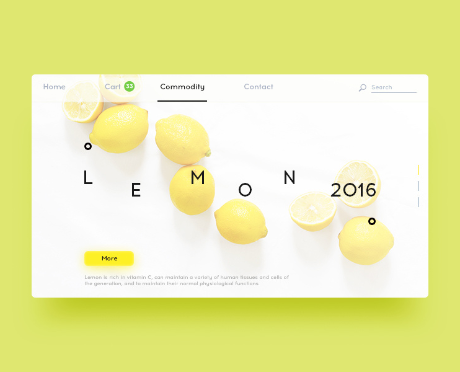 Home Cart 32 Commodity Contact Search
L E M O N 2016
More
Lemon is rich in vitamin C, can maintain a variety of human tissues and cells of
the generation, and to maintain their normal physiological functions.